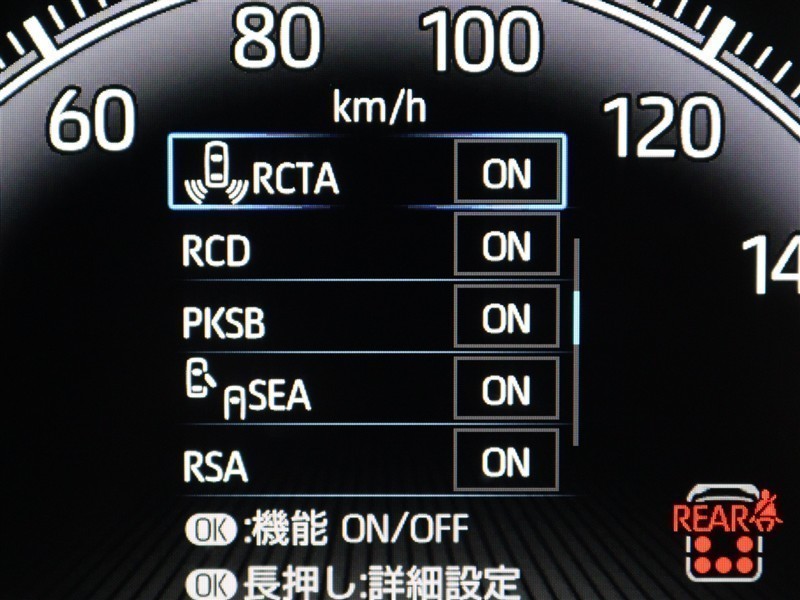 80 100
60 km/h 120
RCTA ON
RCD ON
14
PKSB ON
SEA ON
RSA ON
REAR
OK :機能 ON/OFF
OK 長押し:詳細設定